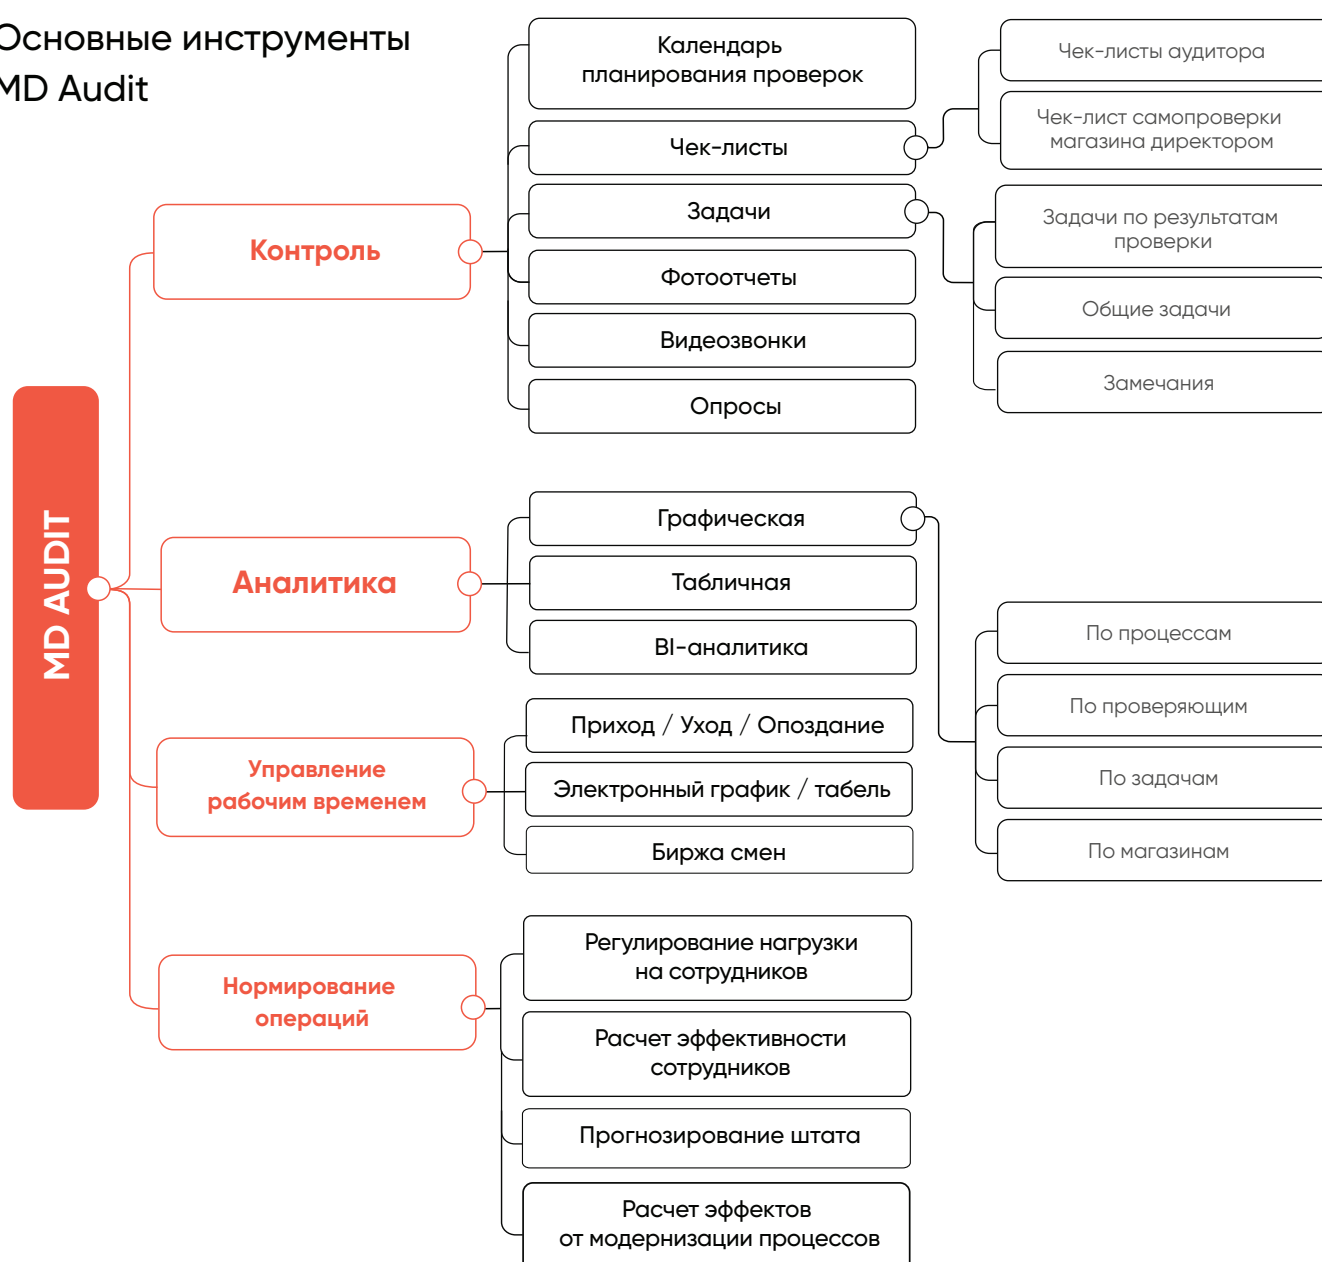 Основные инструменты
MD Audit
MD AUDIT
Контроль
Календарь
планирования проверок
Чек-листы
Чек-листы аудитора
Чек-лист самопроверки
магазина директором
Задачи
Задачи по результатам
проверки
Общие задачи
Замечания
Фотоотчеты
Видеозвонки
Опросы
Аналитика
Графическая
По процессам
По проверяющим
По задачам
По магазинам
Табличная
BI-аналитика
Управление
рабочим временем
Приход / Уход / Опоздание
Электронный график / табель
Биржа смен
Нормирование
операций
Регулирование нагрузки
на сотрудников
Расчет эффективности
сотрудников
Прогнозирование штата
Расчет эффектов
от модернизации процессов